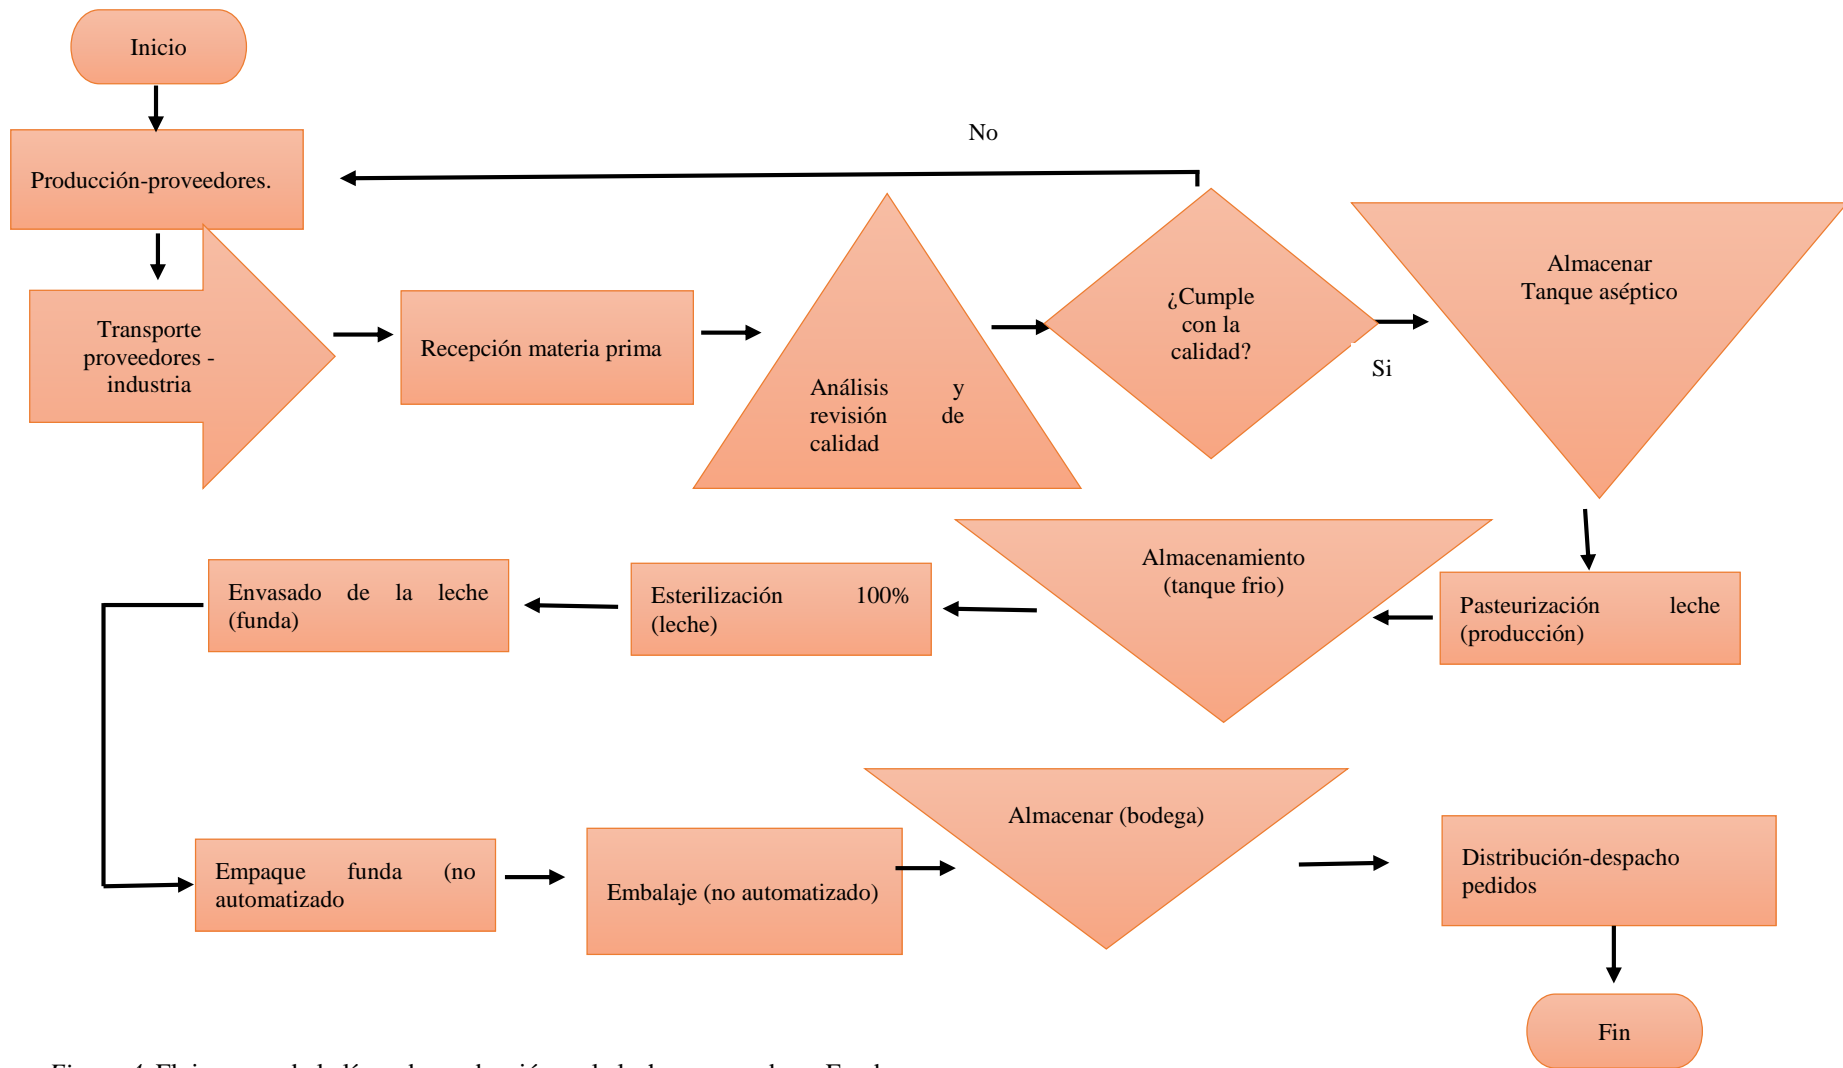 Inicio
No
Producción-proveedores.
Transporte
proveedores -
industria
Recepción materia prima
Análisis y
revisión de
calidad
¿Cumple
con la
calidad?
Si
Almacenar
Tanque aséptico
Pasteurización leche
(producción)
Almacenamiento
(tanque frio)
Esterilización 100%
(leche)
Envasado de la leche
(funda)
Empaque funda (no
automatizado
Embalaje (no automatizado)
Almacenar (bodega)
Distribución-despacho
pedidos
Fin